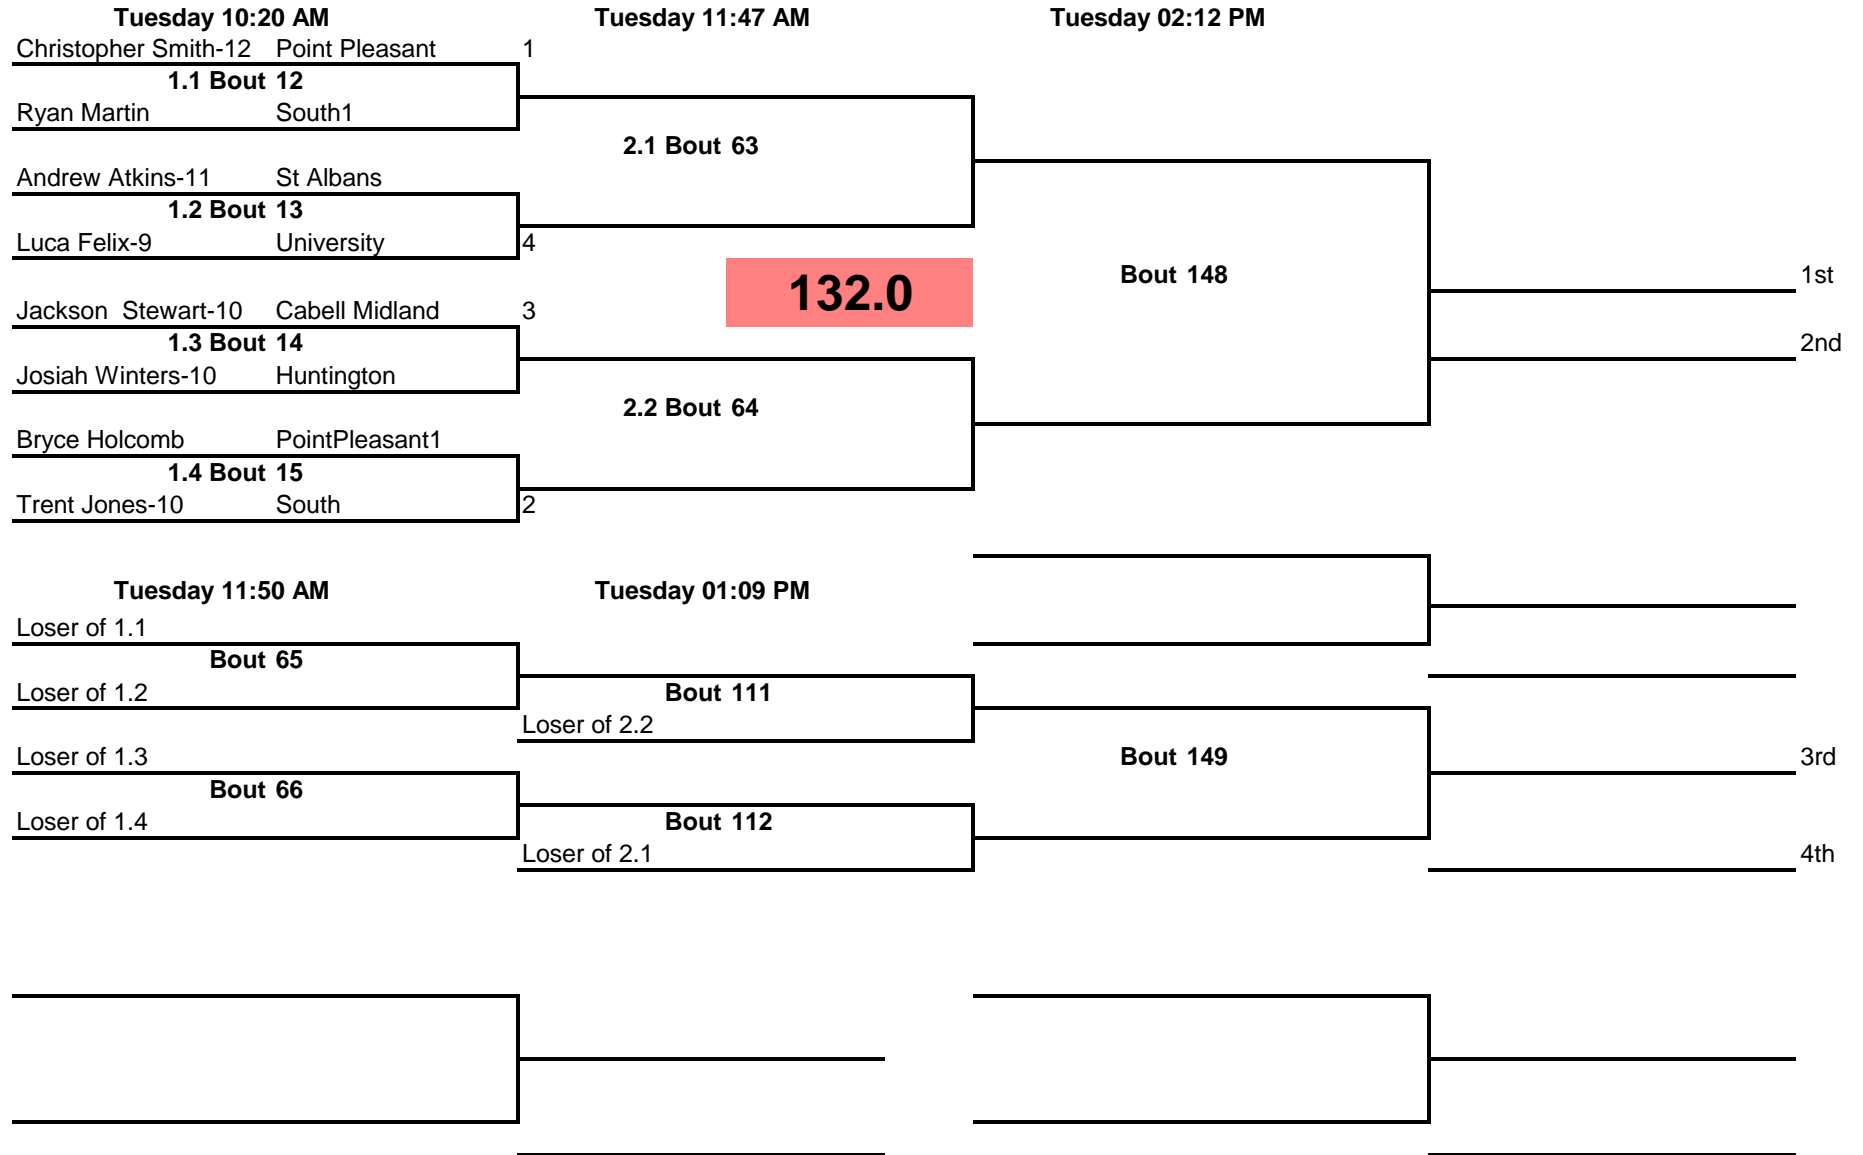 Tuesday 10:20 AM Tuesday 11:47 AM Tuesday 02:12 PM
Christopher Smith-12 Point Pleasant 1
1.1 Bout 12
Ryan Martin South1
2.1 Bout 63
Andrew Atkins-11 St Albans
1.2 Bout 13
Luca Felix-9 University 4
132.0
Bout 148 1st
Jackson  Stewart-10 Cabell Midland 3
1.3 Bout 14 2nd
Josiah Winters-10 Huntington
2.2 Bout 64
Bryce Holcomb PointPleasant1
1.4 Bout 15
Trent Jones-10 South 2
Tuesday 11:50 AM Tuesday 01:09 PM
Loser of 1.1
Bout 65
Loser of 1.2 Bout 111
Loser of 2.2
Loser of 1.3 Bout 149 3rd
Bout 66
Loser of 1.4 Bout 112
Loser of 2.1 4th